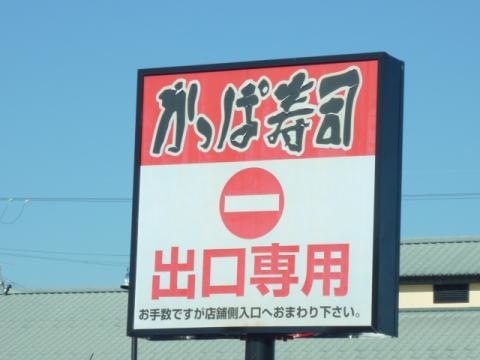 かっぱ寿司
出口専用
お手数ですが店舗側入口へおまわり下さい。